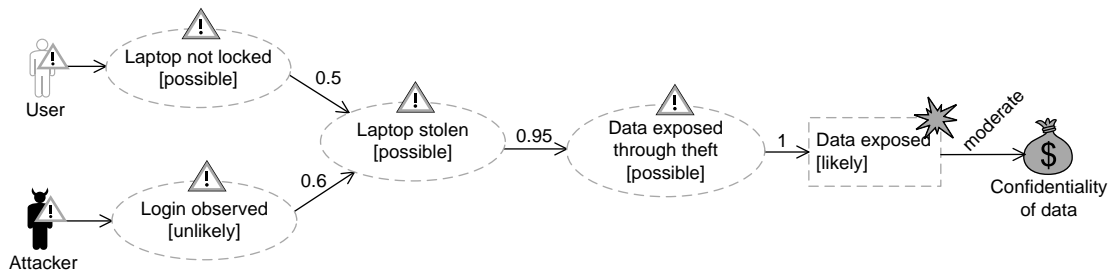 Laptop not locked
[possible]
User
0.5
Laptop stolen
[possible]
0.95
Data exposed
through theft
[possible]
1
Data exposed
[likely]
moderate
$
Confidentiality
of data
0.6
Login observed
[unlikely]
Attacker